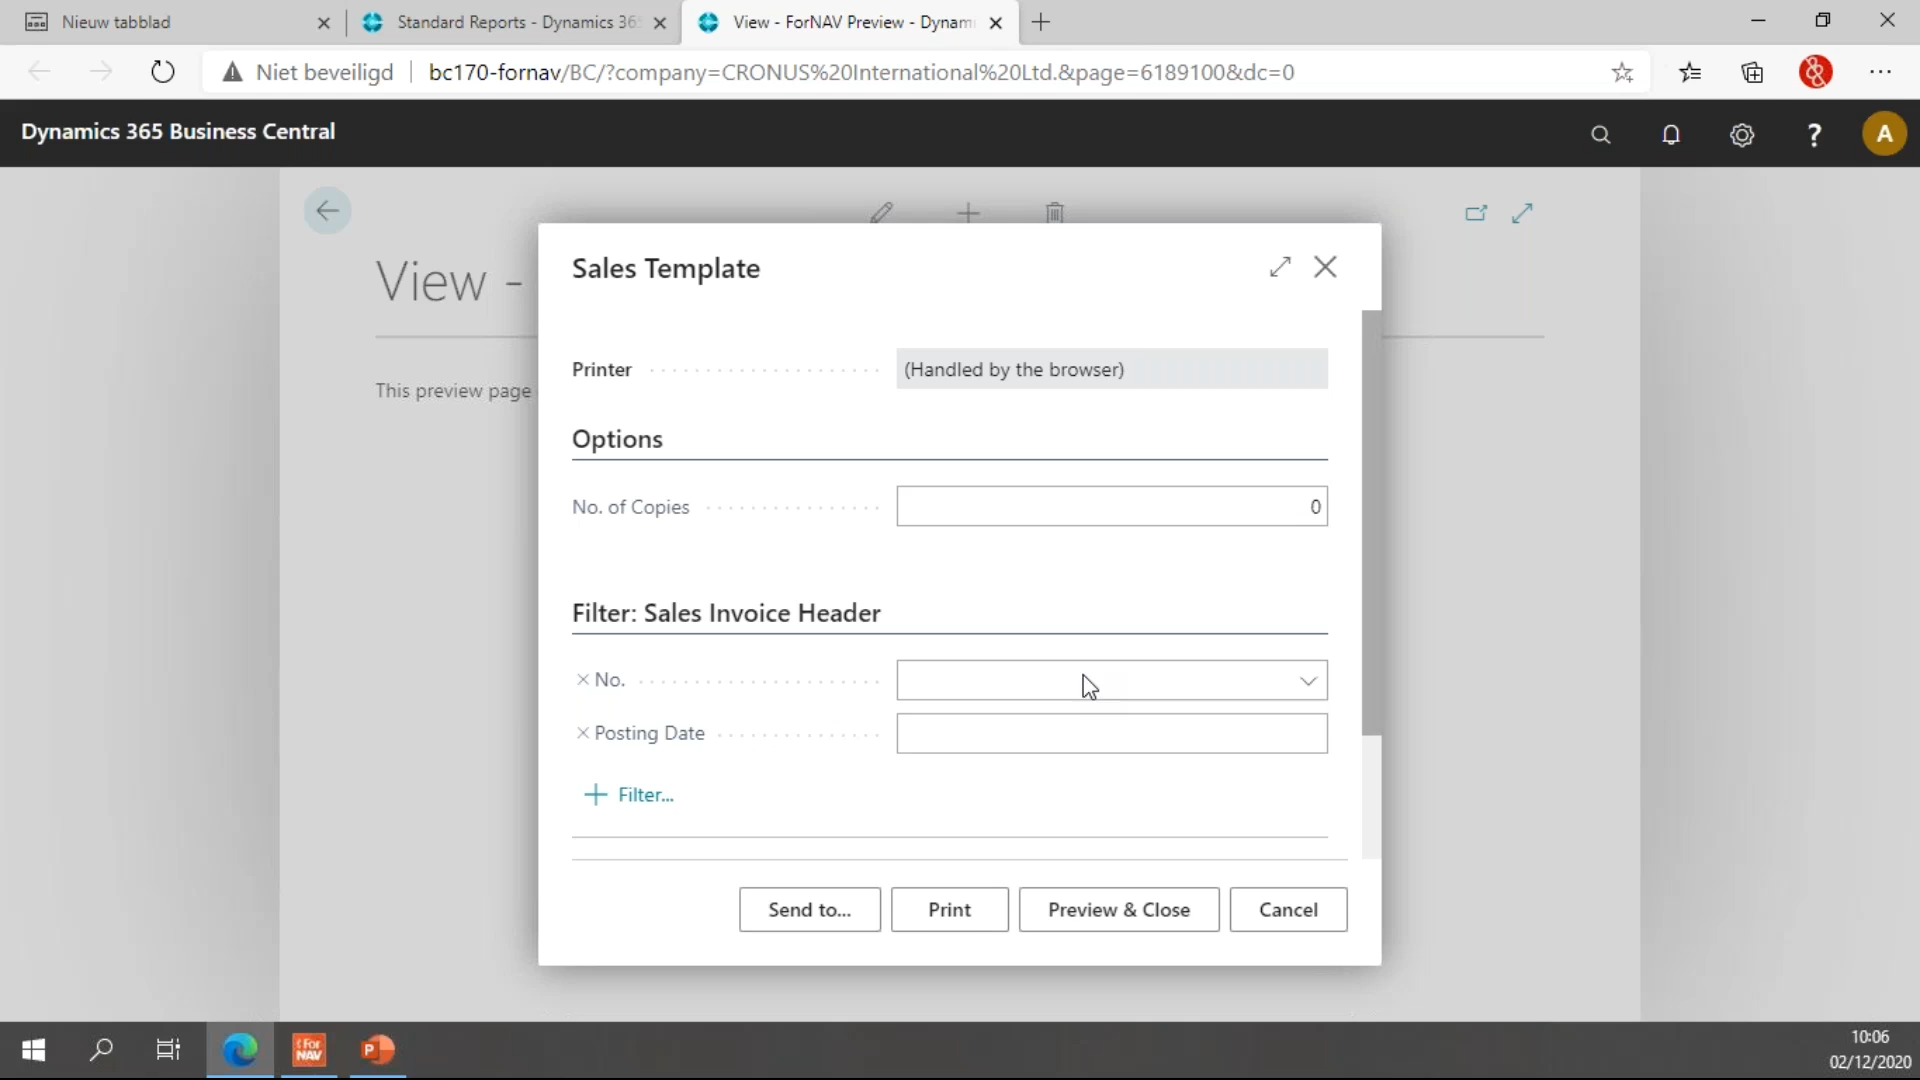 Nieuw tabblad
Standard Reports - Dynamics 365
View - ForNAV Preview - Dynam
Niet beveiligd
bc170-fornav/BC/?company=CRONUS%20International%20Ltd.&page=6189100&dc=0
Dynamics 365 Business Central
?
A
View -
This preview page
Sales Template
Printer
(Handled by the browser)
Options
No. of Copies
0
Filter: Sales Invoice Header
No.
Posting Date
Filter...
Send to...
Print
Preview & Close
Cancel
For
NAV
P
10:06
02/12/2020